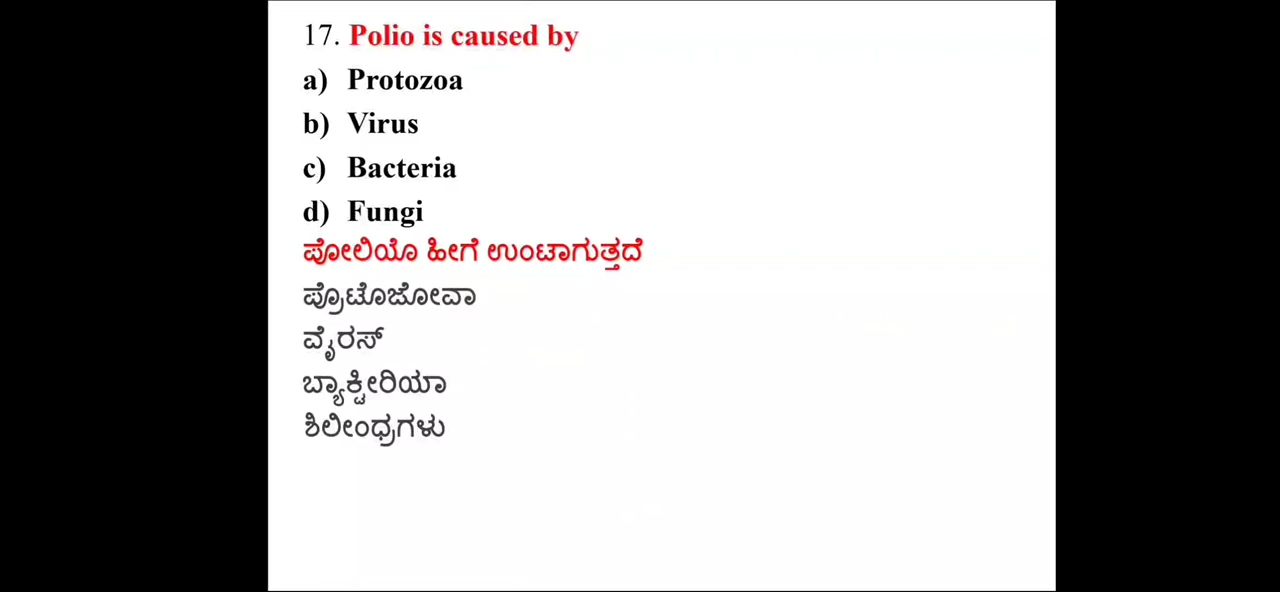 17. Polio is caused by
a) Protozoa
b) Virus
c) Bacteria
d) Fungi
ಪೋಲಿಯೊ ಹೀಗೆ ಉಂಟಾಗುತ್ತದೆ
ಪ್ರೊಟೊಜೋವಾ
ವೈರಸ್
ಬ್ಯಾಕ್ಟೀರಿಯಾ
ಶಿಲೀಂಧ್ರಗಳು